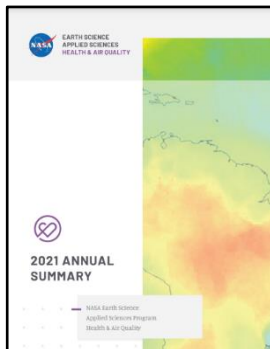 NASA
EARTH SCIENCE
APPLIED SCIENCES
HEALTH & AIR QUALITY
2021 ANNUAL
SUMMARY
NASA Earth Science
Applied Sciences Program
Health & Air Quality